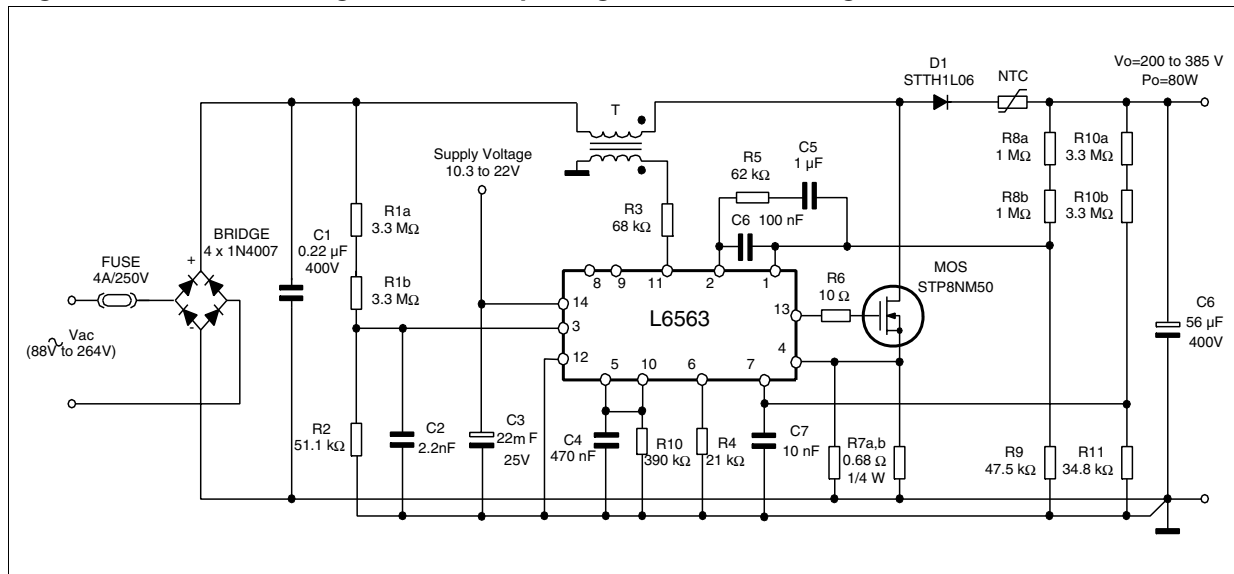 D1
STTH1L06
NTC
Vo=200 to 385 V
Po=80W
T
Supply Voltage
10.3 to 22V
R5
62 kΩ
C5
1 µF
R8a
1 MΩ
R10a
3.3 MΩ
R1a
3.3 MΩ
R3
68 kΩ
C6
100 nF
R8b
1 MΩ
R10b
3.3 MΩ
BRIDGE
4 x 1N4007
+
-
FUSE
4A/250V
C1
0.22 µF
400V
R1b
3.3 MΩ
8
9
11
2
1
MOS
STP8NM50
R6
10 Ω
14
3
12
L6563
13
4
C6
56 µF
400V
Vac
(88V to 264V)
5
10
6
7
R2
51.1 kΩ
C2
2.2nF
C3
22m F
25V
C4
470 nF
R10
390 kΩ
R4
21 kΩ
C7
10 nF
R7a,b
0.68 Ω
1/4 W
R9
47.5 kΩ
R11
34.8 kΩ